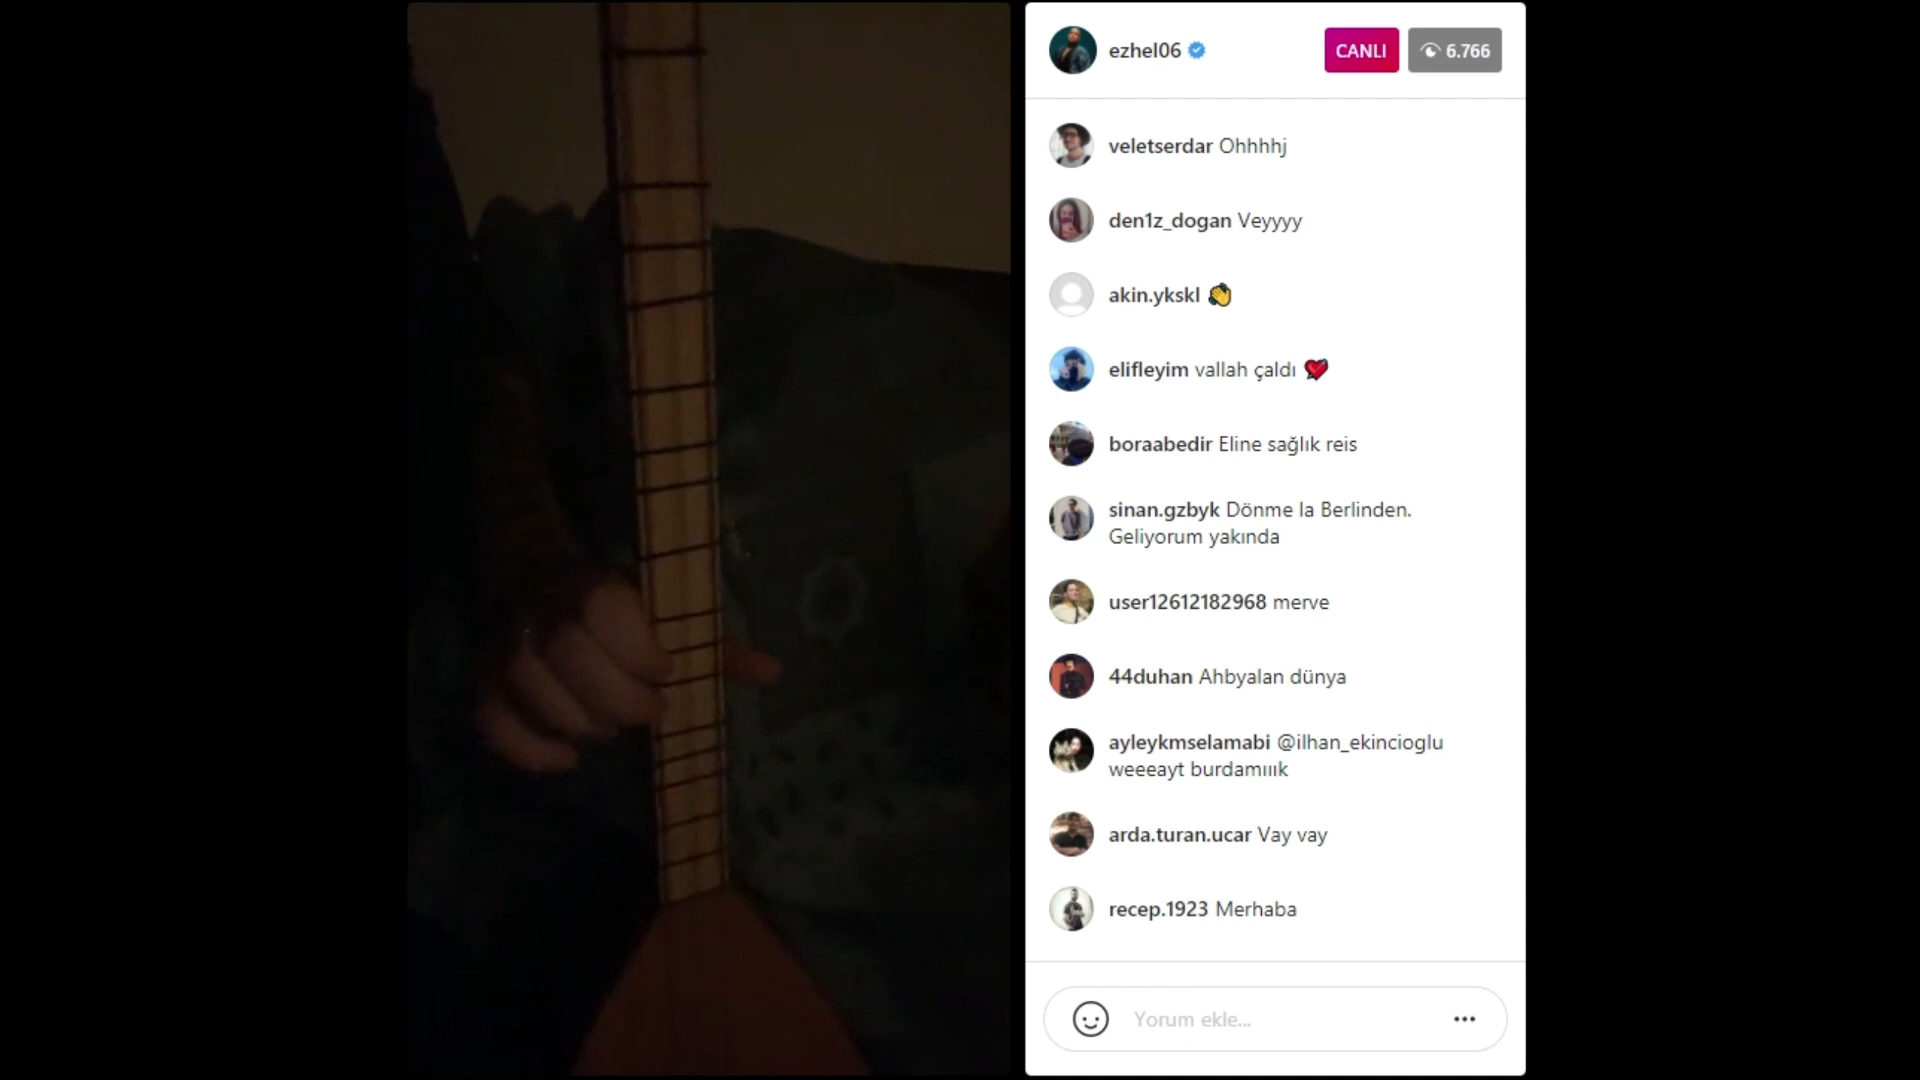 ezhel06
CANLI
6.766
veletserdar Ohhhhj
den1z_dogan Veyyyy
akin.ykskl 👏
elifleyim vallah çaldı 💘
boraabedir Eline sağlık reis
sinan.gzbyk Dönme la Berlinden.
Geliyorum yakında
user12612182968 merve
44duhan Ahbyalan dünya
ayleykmselamabi @ilhan_ekincioglu
weeeayt burdamııık
arda.turan.ucar Vay vay
recep.1923 Merhaba
Yorum ekle...